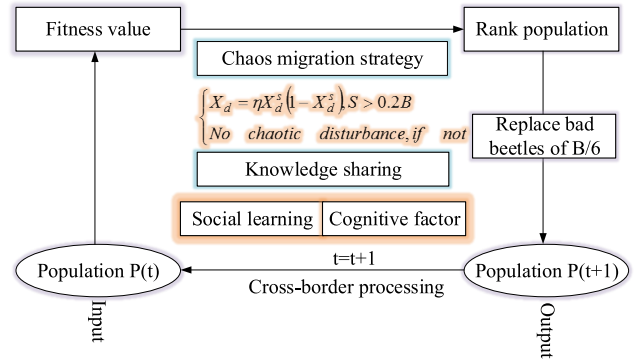 Fitness value
Rank population
Chaos migration strategy
X_d = ηX_d^s(1 − X_d^s), S > 0.2B
No chaotic disturbance, if not
Replace bad
beetles of B/6
Knowledge sharing
Social learning
Cognitive factor
t=t+1
Population P(t)
Population P(t+1)
Cross-border processing
Input
Output